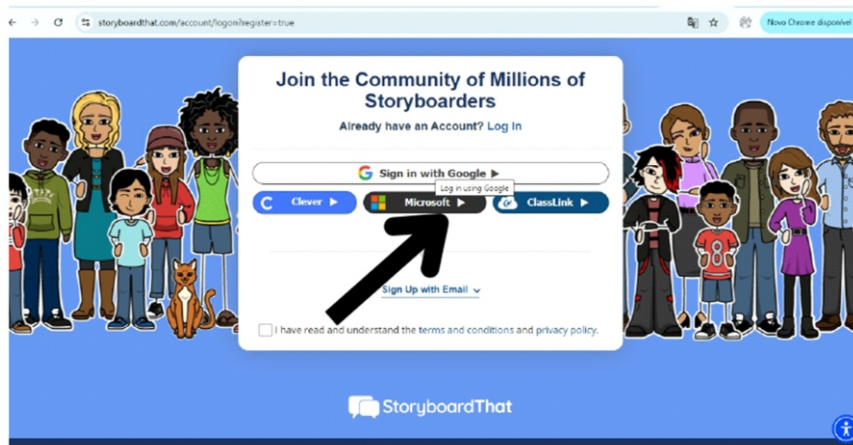 storyboardthat.com/account/logon?register=true
Novo Chrome disponível
Join the Community of Millions of
Storyboarders
Already have an Account? Log In
Sign in with Google
Log in using Google
Clever
Microsoft
ClassLink
Sign Up with Email
I have read and understand the terms and conditions and privacy policy.
8
StoryboardThat